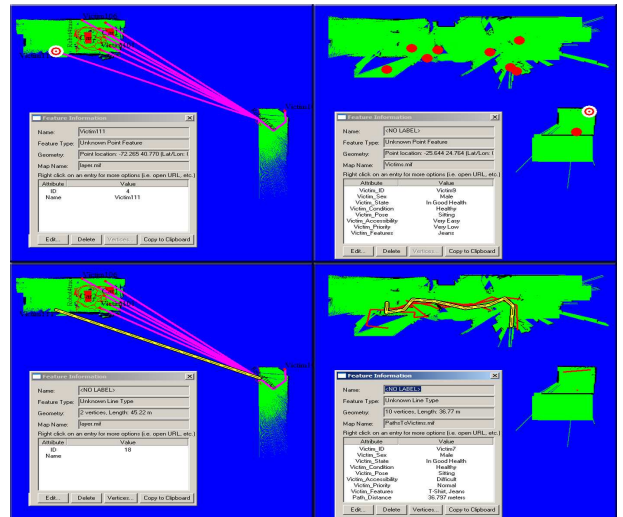 Feature Information
Name: Victim111
Feature Type: Unknown Point Feature
Geometry: Point location: -72.265 40.770 (Lat/Lon: (
Map Name: layer.mif
Right click on an entry for more options (i.e. open URL, etc.)
Attribute Value
ID 4
Name Victim111
Edit... Delete Vertices... Copy to Clipboard
Feature Information
Name: <NO LABEL>
Feature Type: Unknown Point Feature
Geometry: Point location: -25.644 24.764 (Lat/Lon: (
Map Name: Victims.mif
Right click on an entry for more options (i.e. open URL, etc.)
Attribute Value
Victim_ID Victim9
Victim_Sex Male
Victim_State In Good Health
Victim_Condition Healthy
Victim_Pose Sitting
Victim_Accessibility Very Easy
Victim_Priority Very Low
Victim_Features Jeans
Edit... Delete Vertices... Copy to Clipboard
Feature Information
Name: <NO LABEL>
Feature Type: Unknown Line Type
Geometry: 2 vertices, Length: 45.22 m
Map Name: layer.mif
Right click on an entry for more options (i.e. open URL, etc.)
Attribute Value
ID 18
Name
Edit... Delete Vertices... Copy to Clipboard
Feature Information
Name: <NO LABEL>
Feature Type: Unknown Line Type
Geometry: 10 vertices, Length: 36.77 m
Map Name: PathsToVictims.mif
Right click on an entry for more options (i.e. open URL, etc.)
Attribute Value
Victim_ID Victim7
Victim_Sex Male
Victim_State In Good Health
Victim_Condition Healthy
Victim_Pose Sitting
Victim_Accessibility Difficult
Victim_Priority Normal
Victim_Features T-Shirt, Jeans
Path_Distance 36.797 meters
Edit... Delete Vertices... Copy to Clipboard